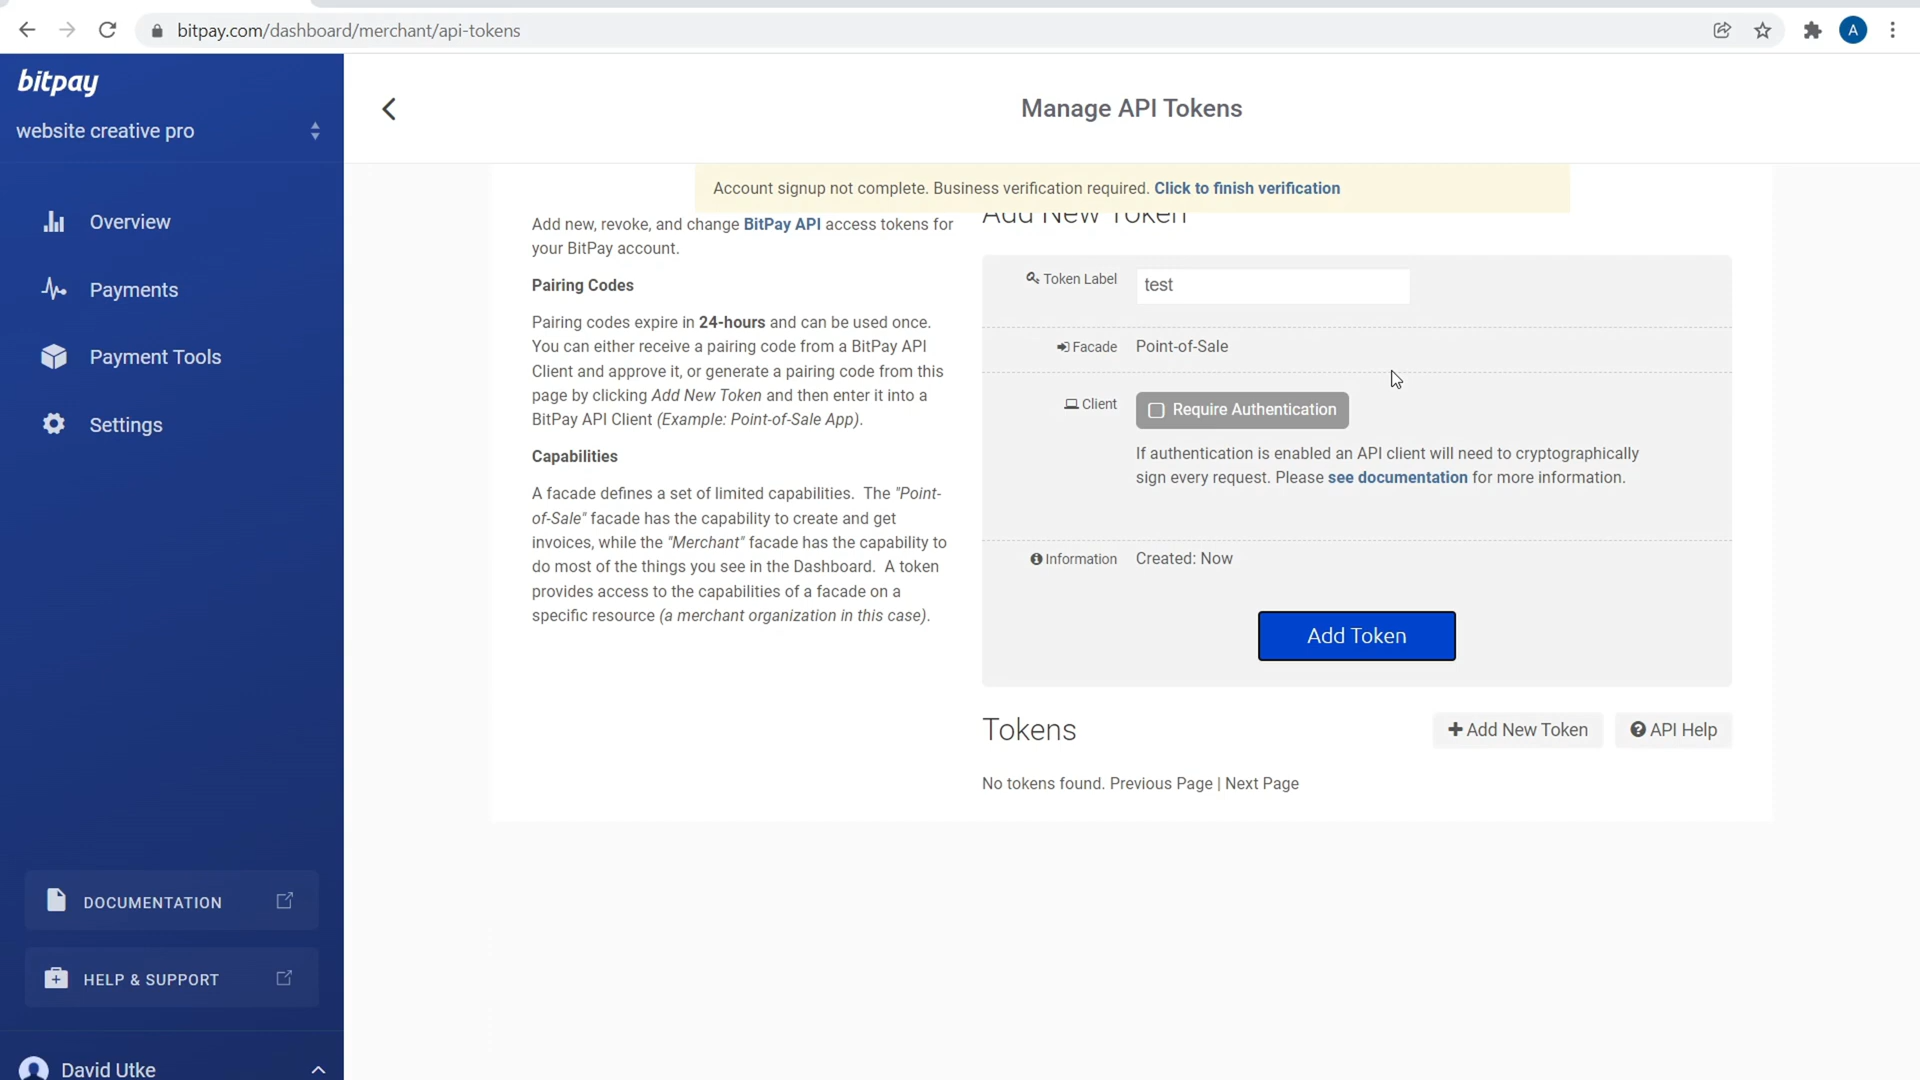 bitpay.com/dashboard/merchant/api-tokens
A
bitpay
website creative pro
Overview
Payments
Payment Tools
Settings
DOCUMENTATION
HELP & SUPPORT
David Utke
Manage API Tokens
Account signup not complete. Business verification required. Click to finish verification
Add new, revoke, and change BitPay API access tokens for
your BitPay account.
Pairing Codes
Pairing codes expire in 24-hours and can be used once.
You can either receive a pairing code from a BitPay API
Client and approve it, or generate a pairing code from this
page by clicking Add New Token and then enter it into a
BitPay API Client (Example: Point-of-Sale App).
Capabilities
A facade defines a set of limited capabilities. The "Point-
of-Sale" facade has the capability to create and get
invoices, while the "Merchant" facade has the capability to
do most of the things you see in the Dashboard. A token
provides access to the capabilities of a facade on a
specific resource (a merchant organization in this case).
Add New Token
Token Label test
Facade Point-of-Sale
Client Require Authentication
If authentication is enabled an API client will need to cryptographically
sign every request. Please see documentation for more information.
Information Created: Now
Add Token
Tokens
Add New Token
API Help
No tokens found. Previous Page | Next Page